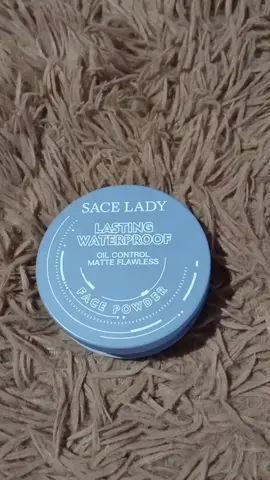 SACE LADY
LASTING
WATERPROOF
OIL CONTROL
MATTE FLAWLESS
FACE POWDER